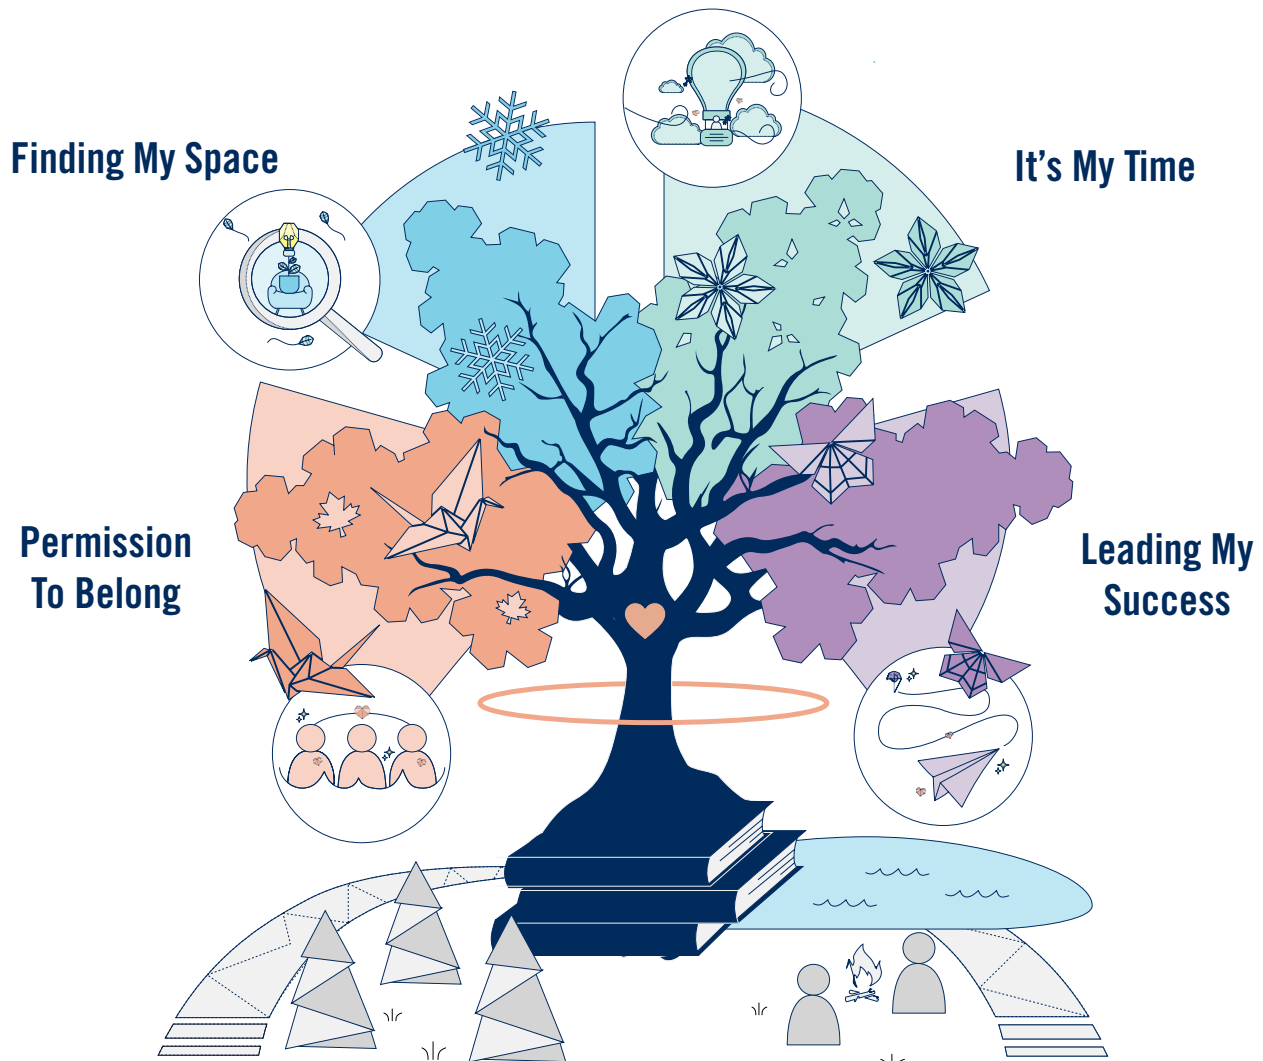 Finding My Space
It's My Time
Permission
To Belong
Leading My
Success